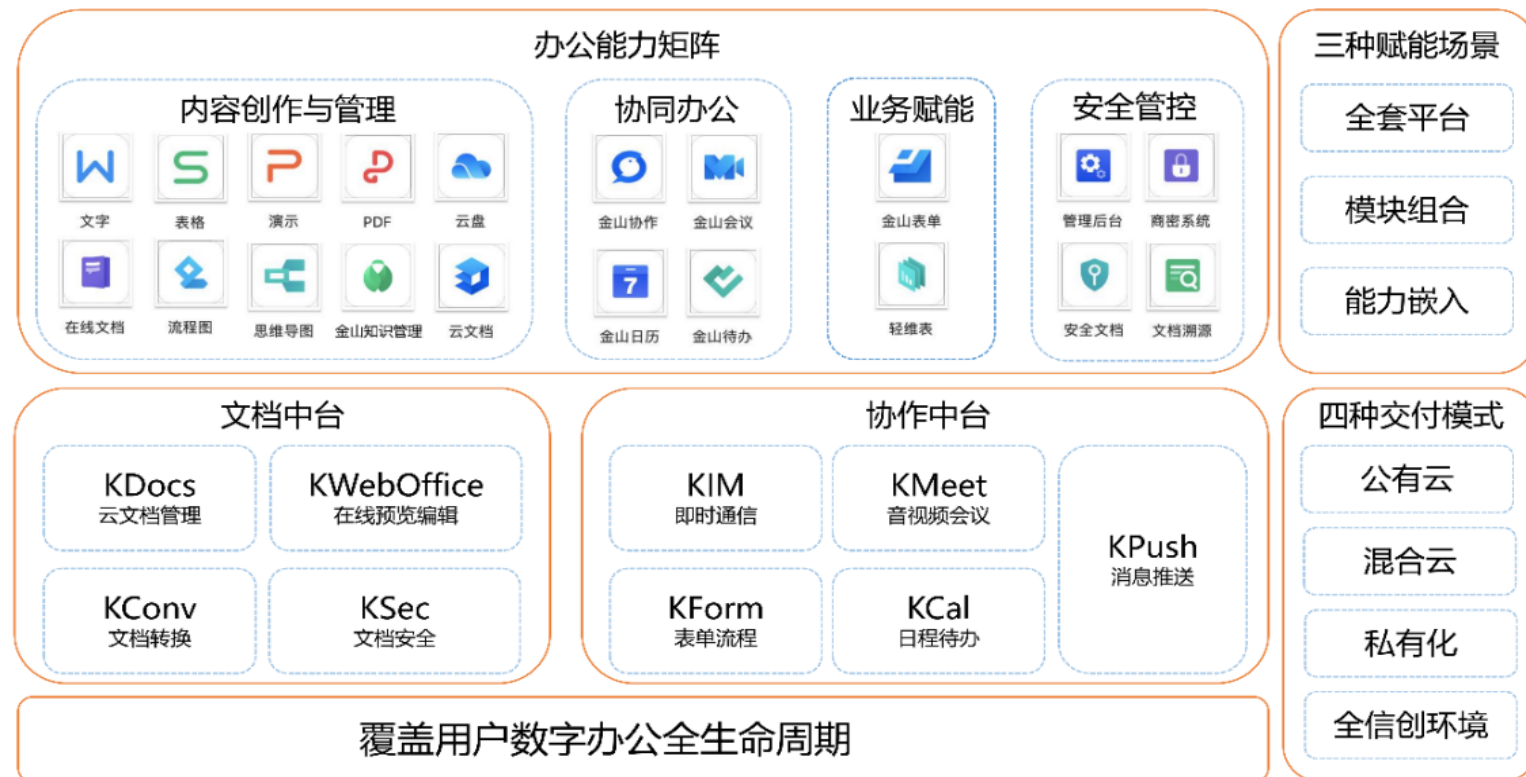 办公能力矩阵
内容创作与管理
文字
表格
演示
PDF
云盘
在线文档
流程图
思维导图
金山知识管理
云文档
协同办公
金山协作
金山会议
7
金山日历
金山待办
业务赋能
金山表单
轻维表
安全管控
管理后台
商密系统
安全文档
文档溯源
三种赋能场景
全套平台
模块组合
能力嵌入
文档中台
KDocs
云文档管理
KWebOffice
在线预览编辑
KConv
文档转换
KSec
文档安全
协作中台
KIM
即时通信
KMeet
音视频会议
KForm
表单流程
KCal
日程待办
KPush
消息推送
四种交付模式
公有云
混合云
私有化
全信创环境
覆盖用户数字办公全生命周期